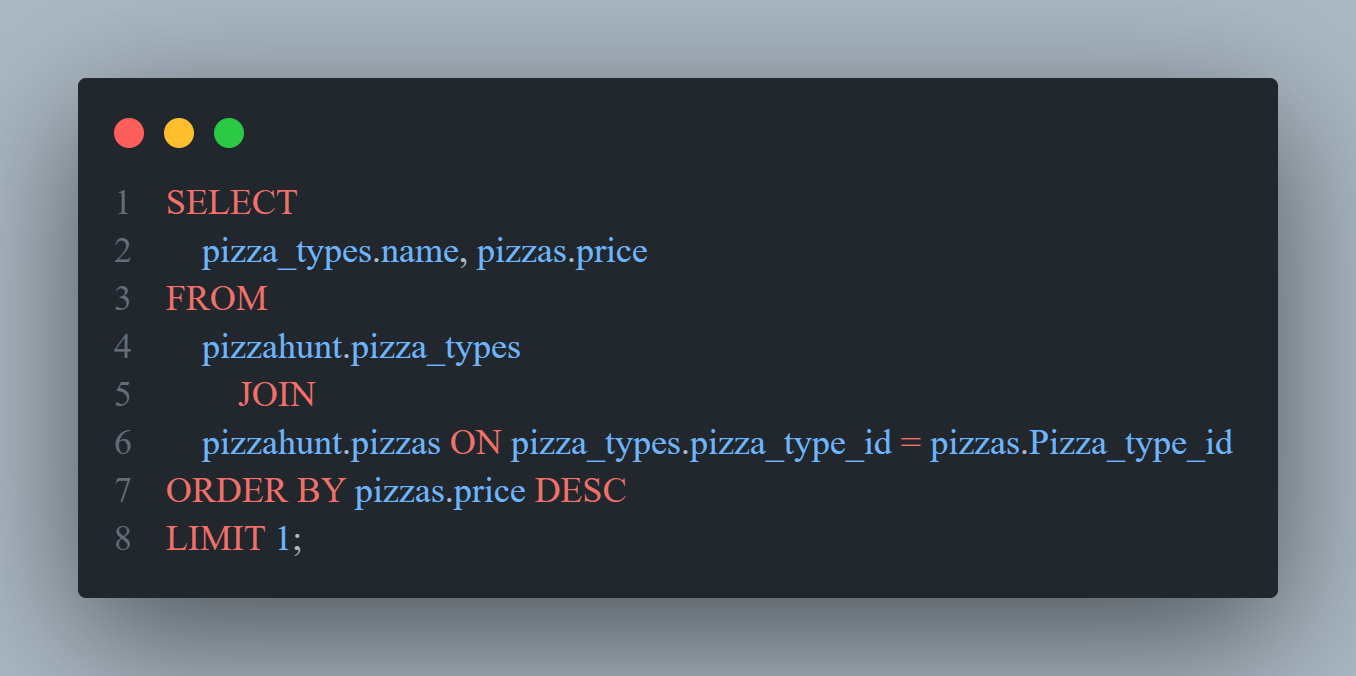 1 SELECT
2 pizza_types.name, pizzas.price
3 FROM
4 pizzahunt.pizza_types
5 JOIN
6 pizzahunt.pizzas ON pizza_types.pizza_type_id = pizzas.Pizza_type_id
7 ORDER BY pizzas.price DESC
8 LIMIT 1;